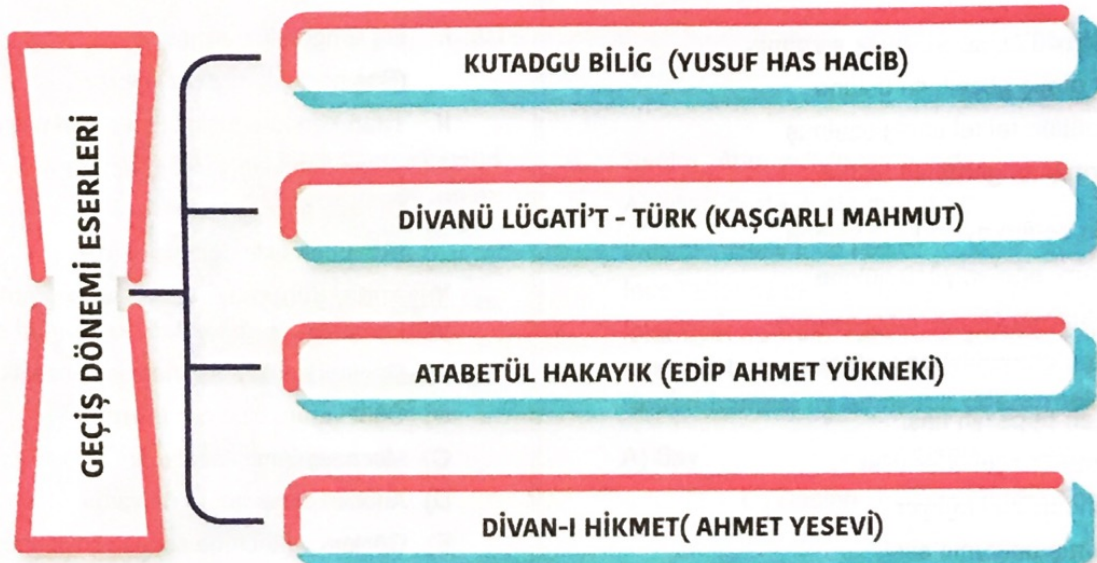 GEÇİŞ DÖNEMİ ESERLERİ
KUTADGU BİLİG (YUSUF HAS HACİB)
DİVANÜ LÜGATİ'T - TÜRK (KAŞGARLI MAHMUT)
ATABETÜL HAKAYIK (EDİP AHMET YÜKNEKİ)
DİVAN-I HİKMET( AHMET YESEVİ)